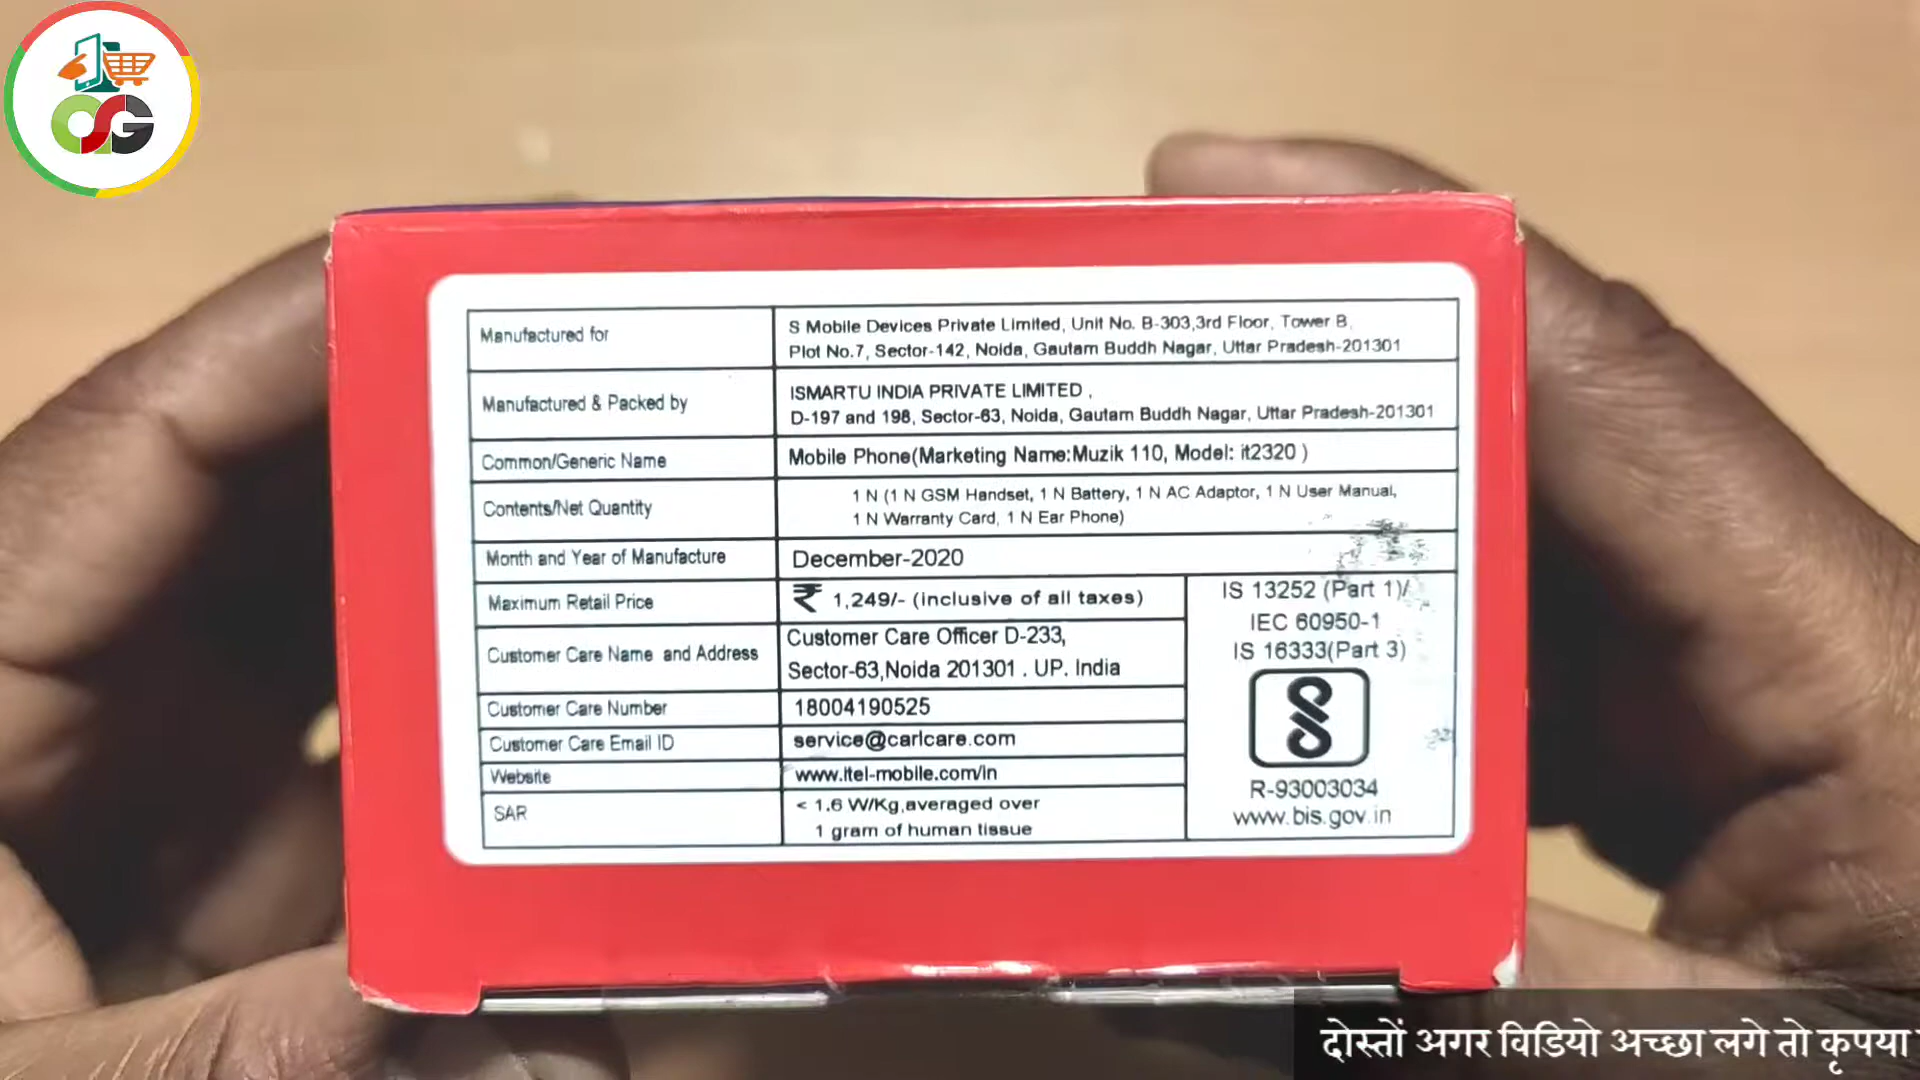 Manufactured for
S Mobile Devices Private Limited, Unit No. B-303,3rd Floor, Tower B,
Plot No.7, Sector-142, Noida, Gautam Buddh Nagar, Uttar Pradesh-201301
Manufactured & Packed by
ISMARTU INDIA PRIVATE LIMITED ,
D-197 and 198, Sector-63, Noida, Gautam Buddh Nagar, Uttar Pradesh-201301
Common/Generic Name
Mobile Phone(Marketing Name:Muzik 110, Model: it2320 )
Contents/Net Quantity
1 N (1 N GSM Handset, 1 N Battery, 1 N AC Adaptor, 1 N User Manual,
1 N Warranty Card, 1 N Ear Phone)
Month and Year of Manufacture
December-2020
Maximum Retail Price
₹ 1,249/- (inclusive of all taxes)
Customer Care Name and Address
Customer Care Officer D-233,
Sector-63,Noida 201301 . UP. India
Customer Care Number
18004190525
Customer Care Email ID
service@carlcare.com
Website
www.itel-mobile.com/in
SAR
< 1.6 W/Kg,averaged over
1 gram of human tissue
IS 13252 (Part 1)/
IEC 60950-1
IS 16333(Part 3)
R-93003034
www.bis.gov.in
दोस्तों अगर विडियो अच्छा लगे तो कृपया